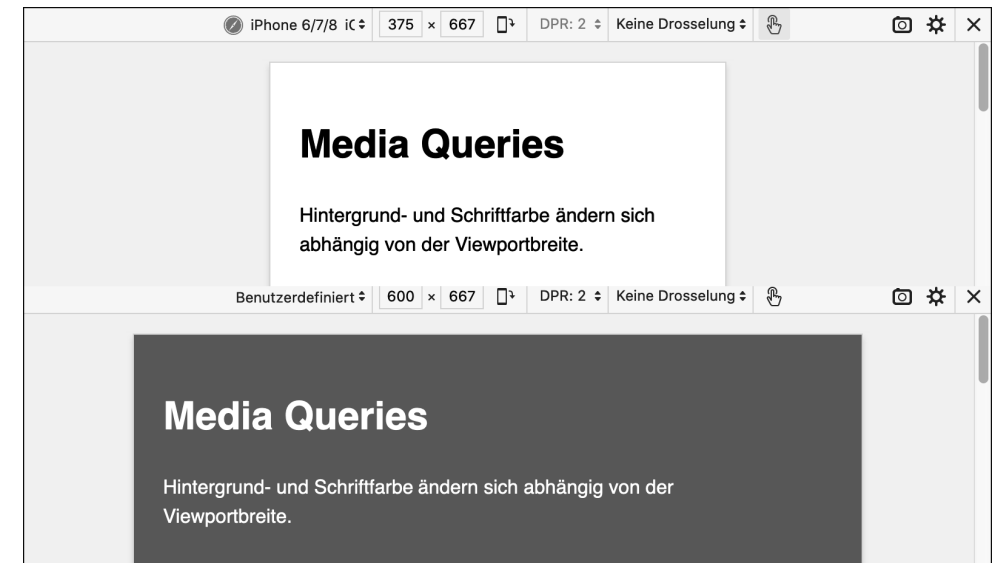 iPhone 6/7/8 iC 375 × 667 DPR: 2 Keine Drosselung
Media Queries
Hintergrund- und Schriftfarbe ändern sich
abhängig von der Viewportbreite.
Benutzerdefiniert 600 × 667 DPR: 2 Keine Drosselung
Media Queries
Hintergrund- und Schriftfarbe ändern sich abhängig von der
Viewportbreite.